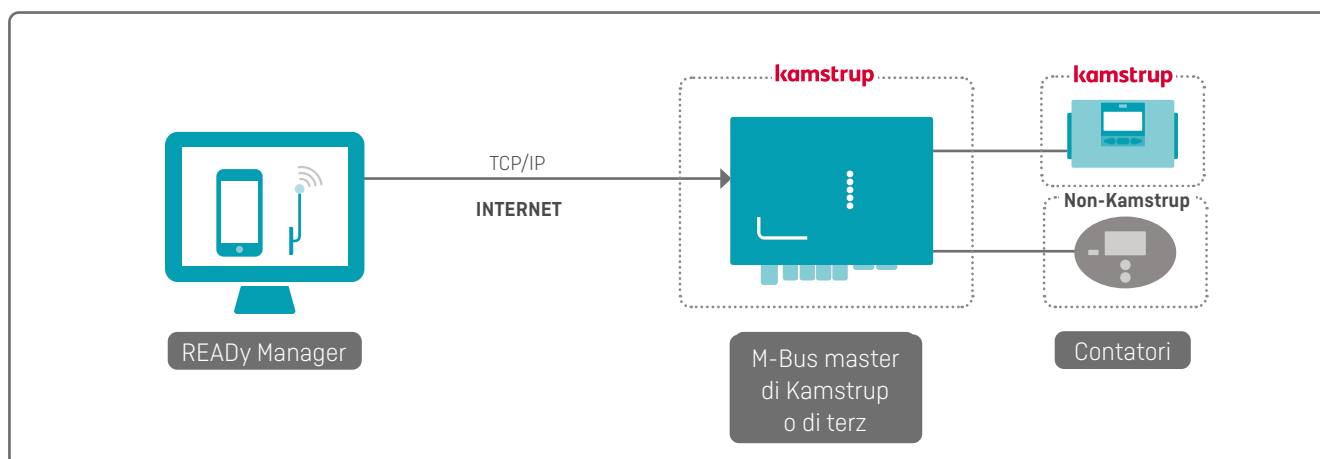 kamstrup
kamstrup
TCP/IP
INTERNET
Non-Kamstrup
READy Manager
M-Bus master
di Kamstrup
o di terz
Contatori